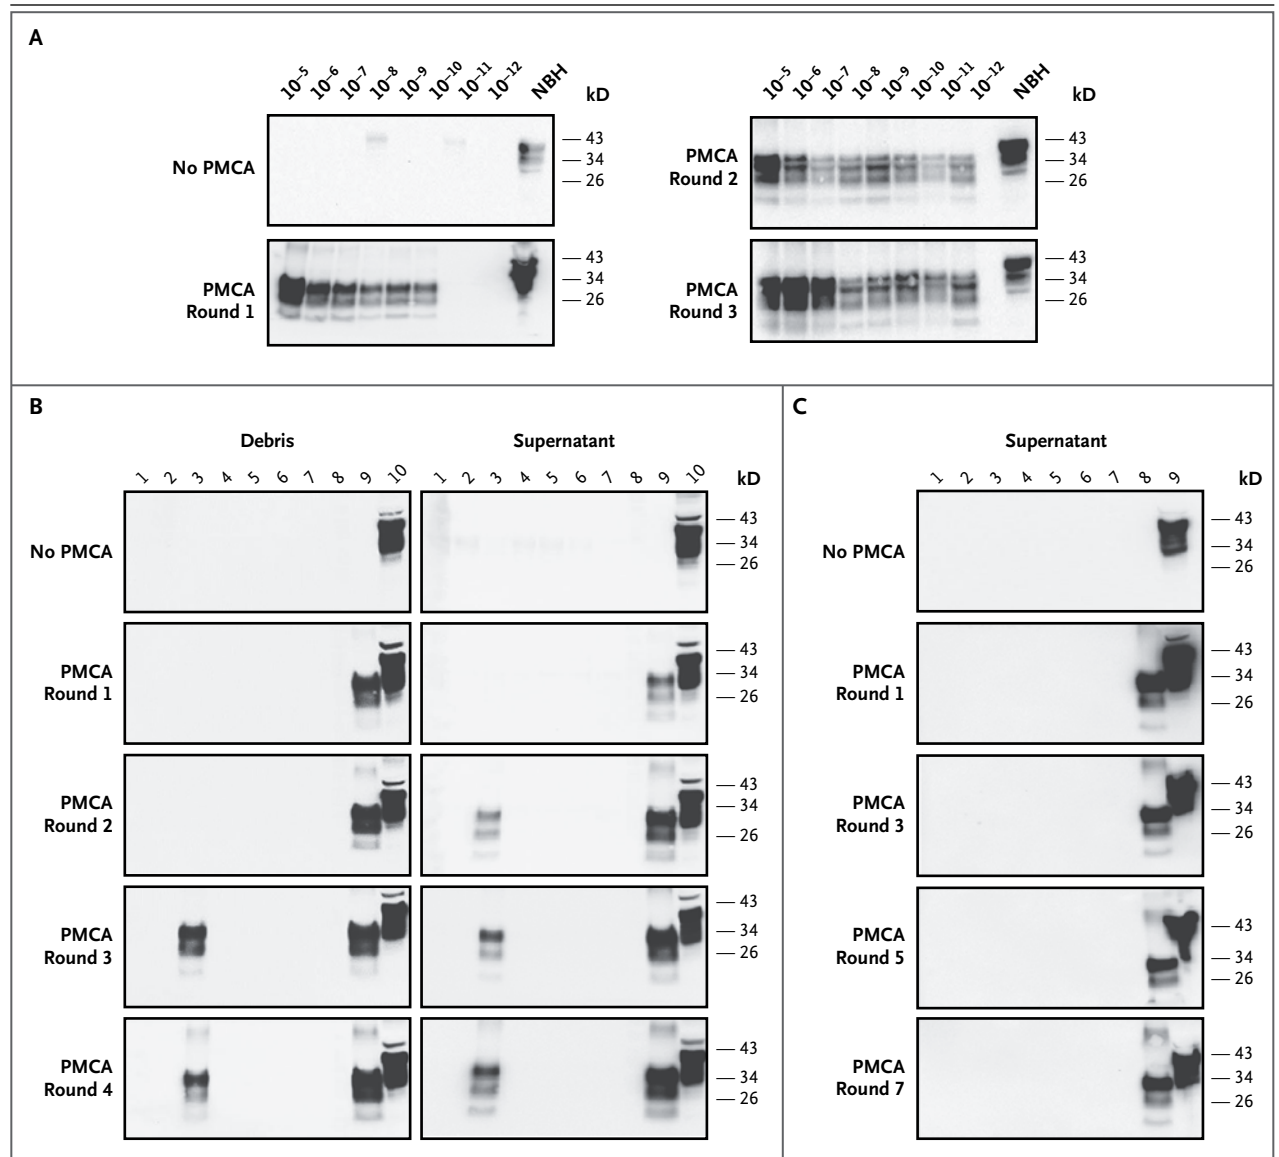 A
10⁻⁵ 10⁻⁶ 10⁻⁷ 10⁻⁸ 10⁻⁹ 10⁻¹⁰ 10⁻¹¹ 10⁻¹² NBH kD
No PMCA
43
34
26
PMCA
Round 1
43
34
26
10⁻⁵ 10⁻⁶ 10⁻⁷ 10⁻⁸ 10⁻⁹ 10⁻¹⁰ 10⁻¹¹ 10⁻¹² NBH kD
PMCA
Round 2
43
34
26
PMCA
Round 3
43
34
26
B
Debris Supernatant
1 2 3 4 5 6 7 8 9 10 1 2 3 4 5 6 7 8 9 10 kD
No PMCA
43
34
26
PMCA
Round 1
43
34
26
PMCA
Round 2
43
34
26
PMCA
Round 3
43
34
26
PMCA
Round 4
43
34
26
C
Supernatant
1 2 3 4 5 6 7 8 9 kD
No PMCA
43
34
26
PMCA
Round 1
43
34
26
PMCA
Round 3
43
34
26
PMCA
Round 5
43
34
26
PMCA
Round 7
43
34
26